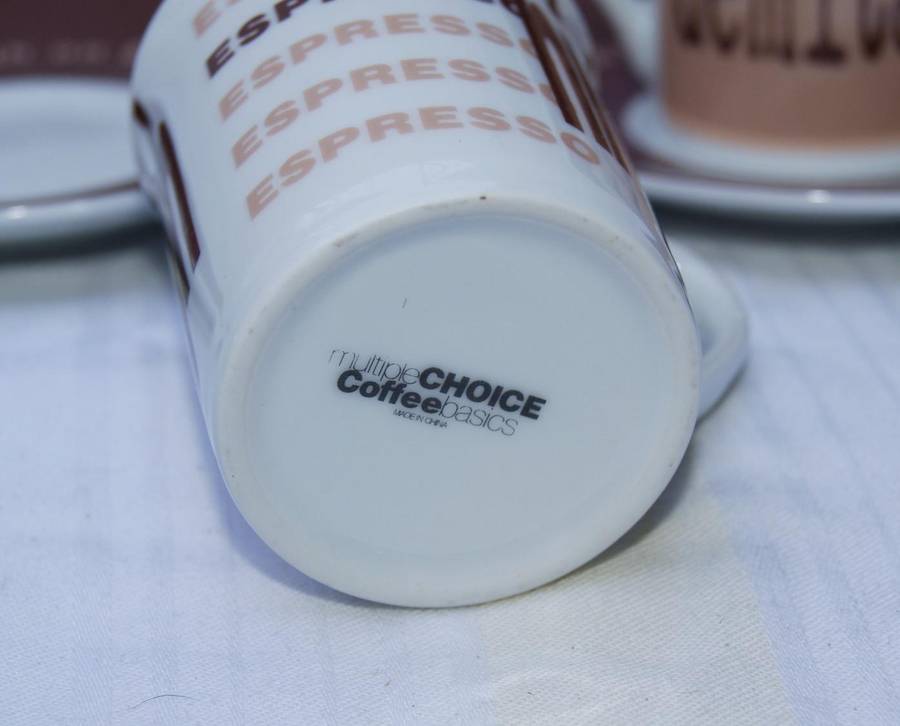 ESPRESSO
ESPRESSO
ESPRESSO
ESPRESSO
multipleCHOICE
Coffeebasics
MADE IN CHINA